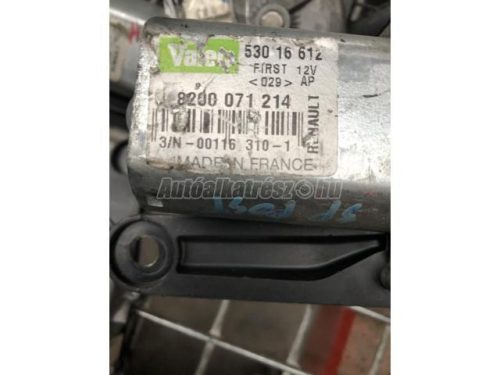 Valeo 530 16 612
FIRST 12V
<029> AP
8200 071 214
RENAULT
S/N-00116 310-1
MADE IN FRANCE
Autóalkatrész.hu